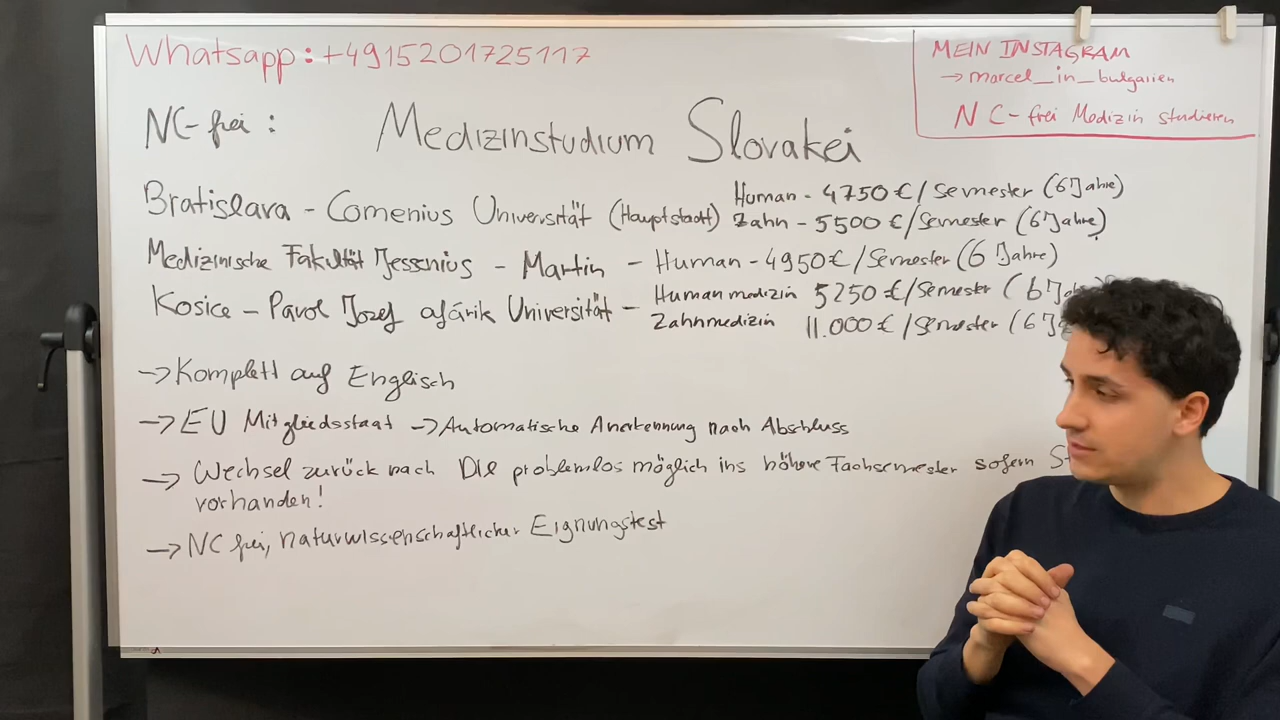 Whatsapp: +4915201725117
MEIN INSTAGRAM
→ marcel_in_bulgarien
NC-frei Medizin studieren
NC-frei: Medizinstudium Slovakei
Bratislava - Comenius Universität (Hauptstadt) Human - 4750€/Semester (6 Jahre)
Zahn - 5500€/Semester (6 Jahre)
Medizinische Fakultät Jessenius - Martin - Human - 4950€/Semester (6 Jahre)
Kosice - Pavol Jozef afárik Universität - Humanmedizin 5250€/Semester (6
Zahnmedizin 11.000€/Semester (6
→ Komplett auf Englisch
→ EU Mitgliedsstaat → Automatische Anerkennung nach Abschluss
→ Wechsel zurück nach problemlos möglich ins höhere Fachsemester sofern
vorhanden!
→ NC frei, naturwissenschaftlicher Eignungstest